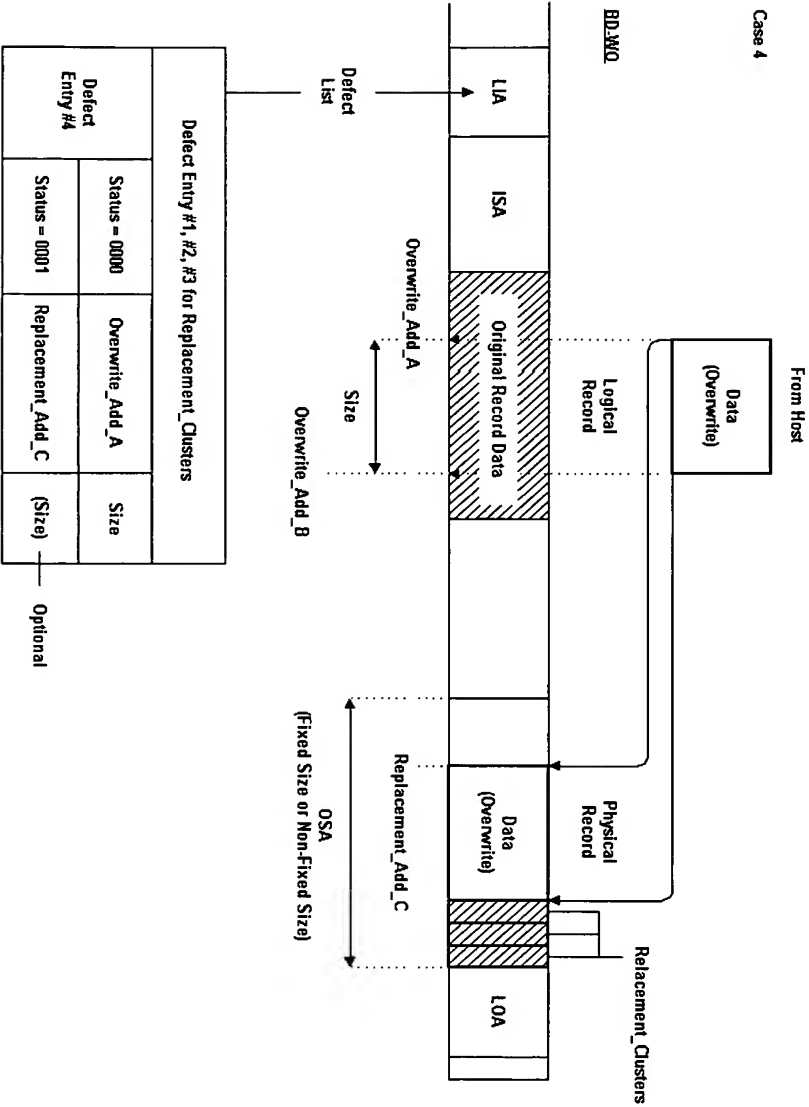 Case 4
From Host
Data
(Overwrite)
BD-WO
Logical
Record
Physical
Record
Relacement_Clusters
LIA
ISA
Original Record Data
Data
(Overwrite)
LOA
Overwrite_Add_A
Size
Overwrite_Add_B
Replacement_Add_C
OSA
(Fixed Size or Non-Fixed Size)
Defect
List
Defect Entry #1, #2, #3 for Replacement_Clusters
Defect
Entry #4
Status = 0000
Overwrite_Add_A
Size
Status = 0001
Replacement_Add_C
(Size)
Optional